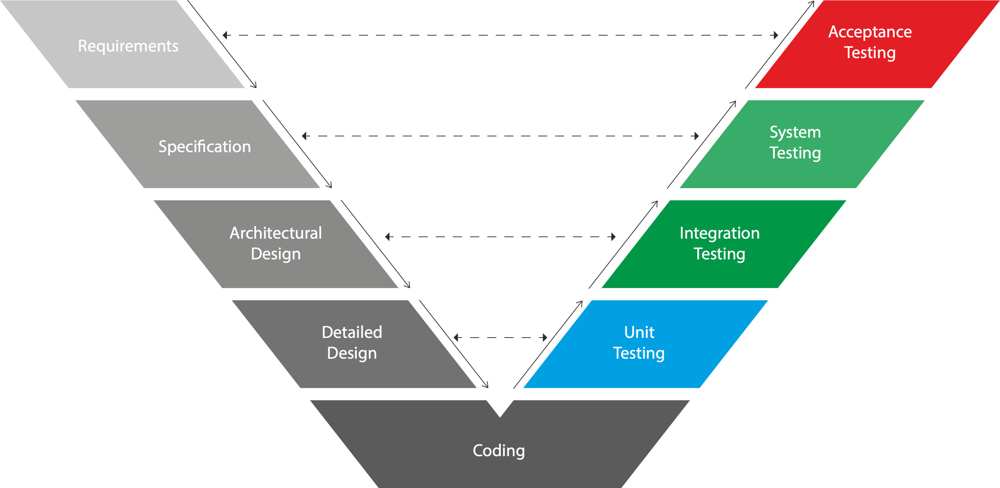 Requirements
Acceptance
Testing
Specification
System
Testing
Architectural
Design
Integration
Testing
Detailed
Design
Unit
Testing
Coding